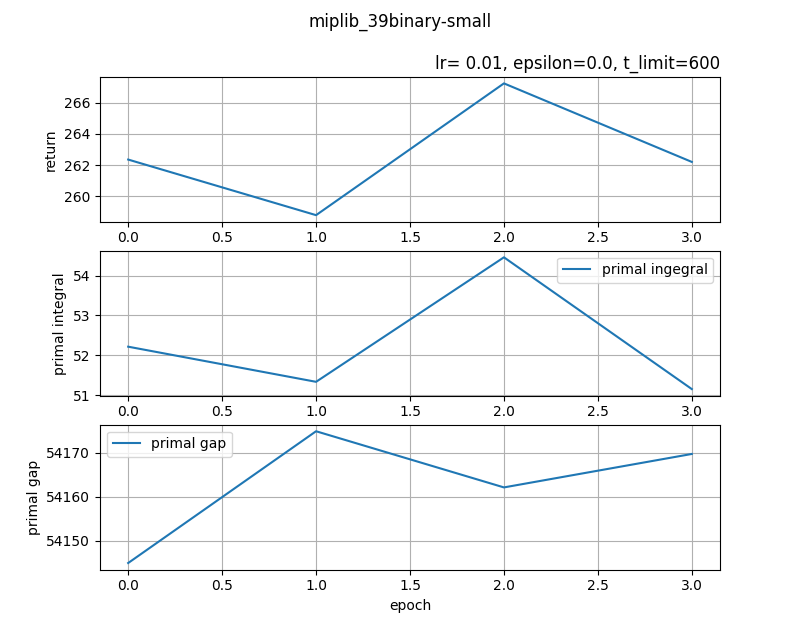 miplib_39binary-small
lr= 0.01, epsilon=0.0, t_limit=600
return
266
264
262
260
0.0 0.5 1.0 1.5 2.0 2.5 3.0
primal integral
primal ingegral
54
53
52
51
0.0 0.5 1.0 1.5 2.0 2.5 3.0
primal gap
primal gap
54170
54160
54150
0.0 0.5 1.0 1.5 2.0 2.5 3.0
epoch